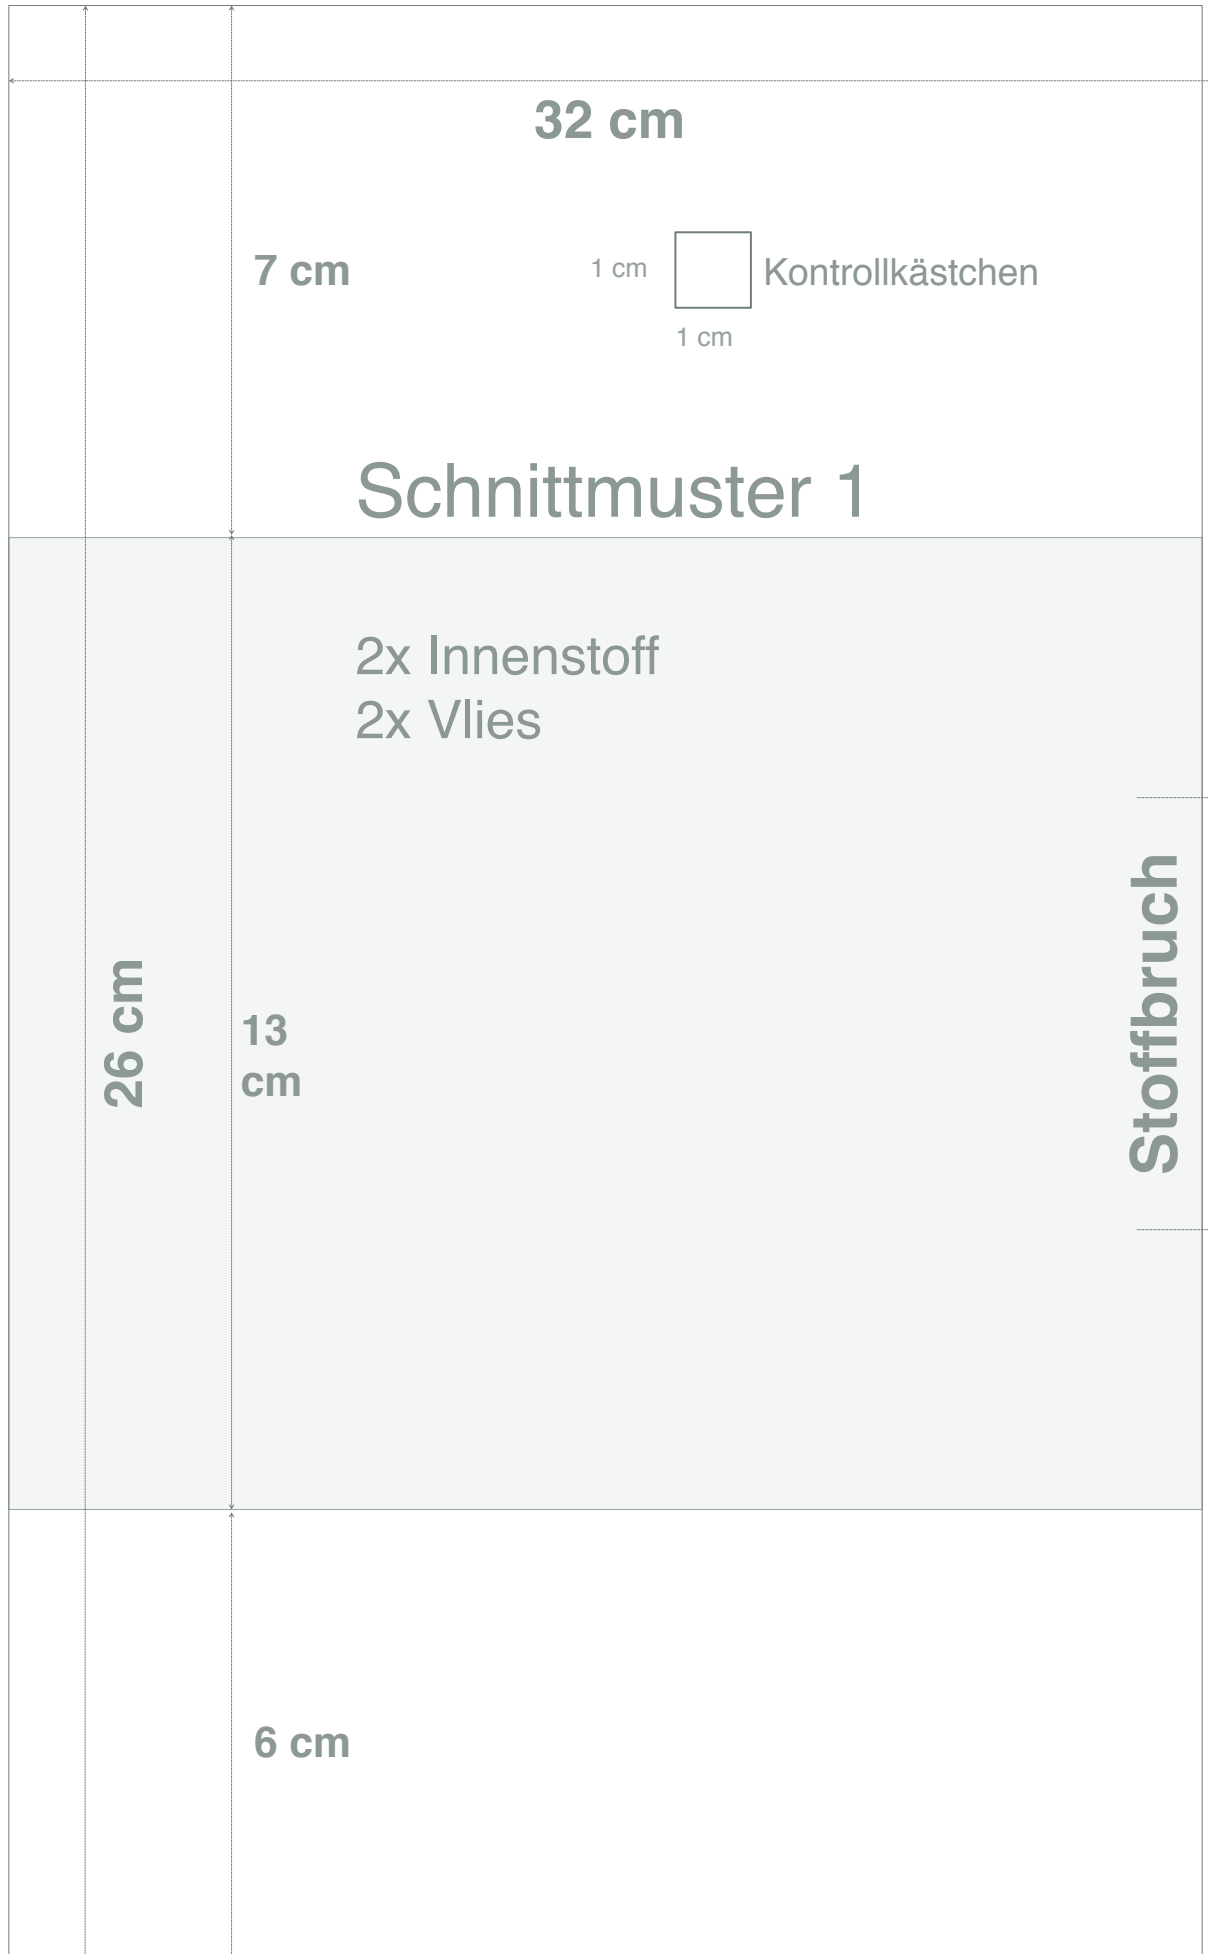 32 cm
7 cm
1 cm
Kontrollkästchen
1 cm
Schnittmuster 1
2x Innenstoff
2x Vlies
Stoffbruch
26 cm
13
cm
6 cm